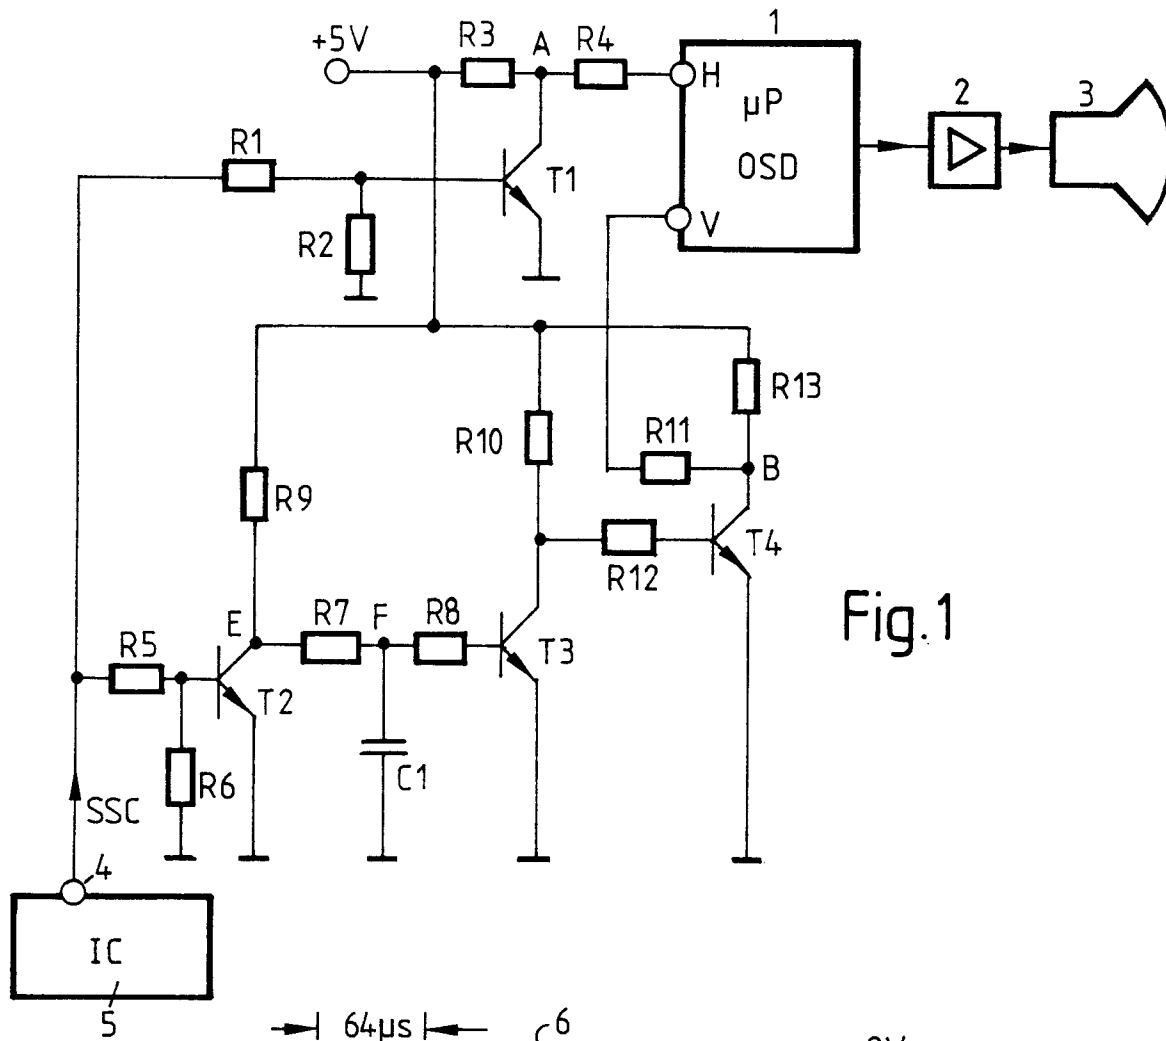 1
+5V
R3
A
R4
H
µP
OSD
2
3
R1
T1
R2
V
R13
R10
R11
B
R9
R12
T4
Fig.1
E
R7
F
R8
R5
T2
T3
R6
C1
SSC
4
IC
5
64µs
6